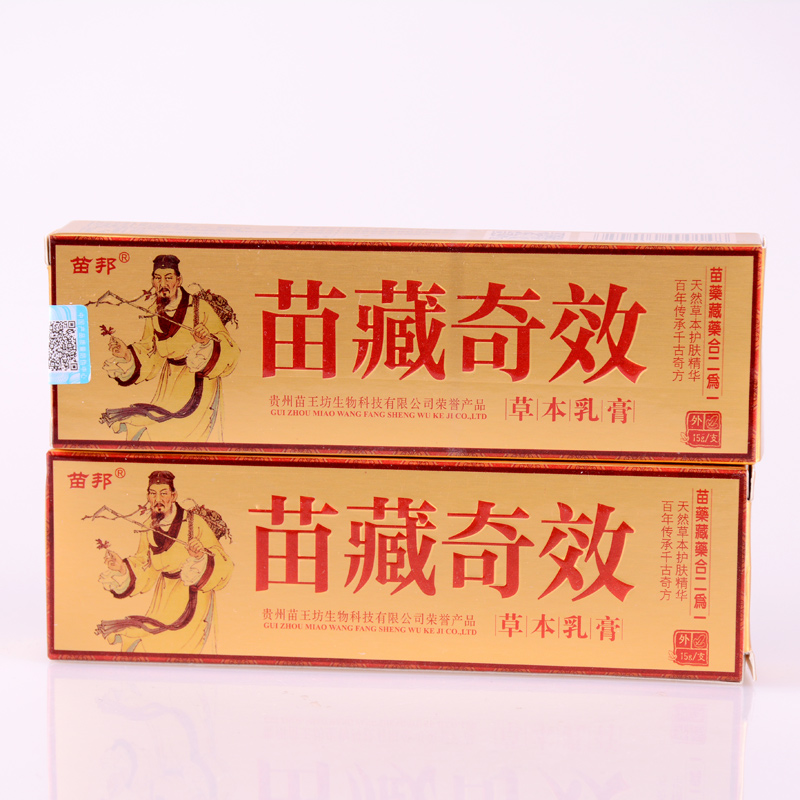 苗邦®
苗藏奇效
贵州苗王坊生物科技有限公司荣誉产品
GUI ZHOU MIAO WANG FANG SHENG WU KE JI CO.,LTD
草本乳膏
苗藥藏藥合二爲一
天然草本护肤精华
百年传承千古奇方
外
15g/支
苗邦®
苗藏奇效
贵州苗王坊生物科技有限公司荣誉产品
GUI ZHOU MIAO WANG FANG SHENG WU KE JI CO.,LTD
草本乳膏
苗藥藏藥合二爲一
天然草本护肤精华
百年传承千古奇方
外
15g/支